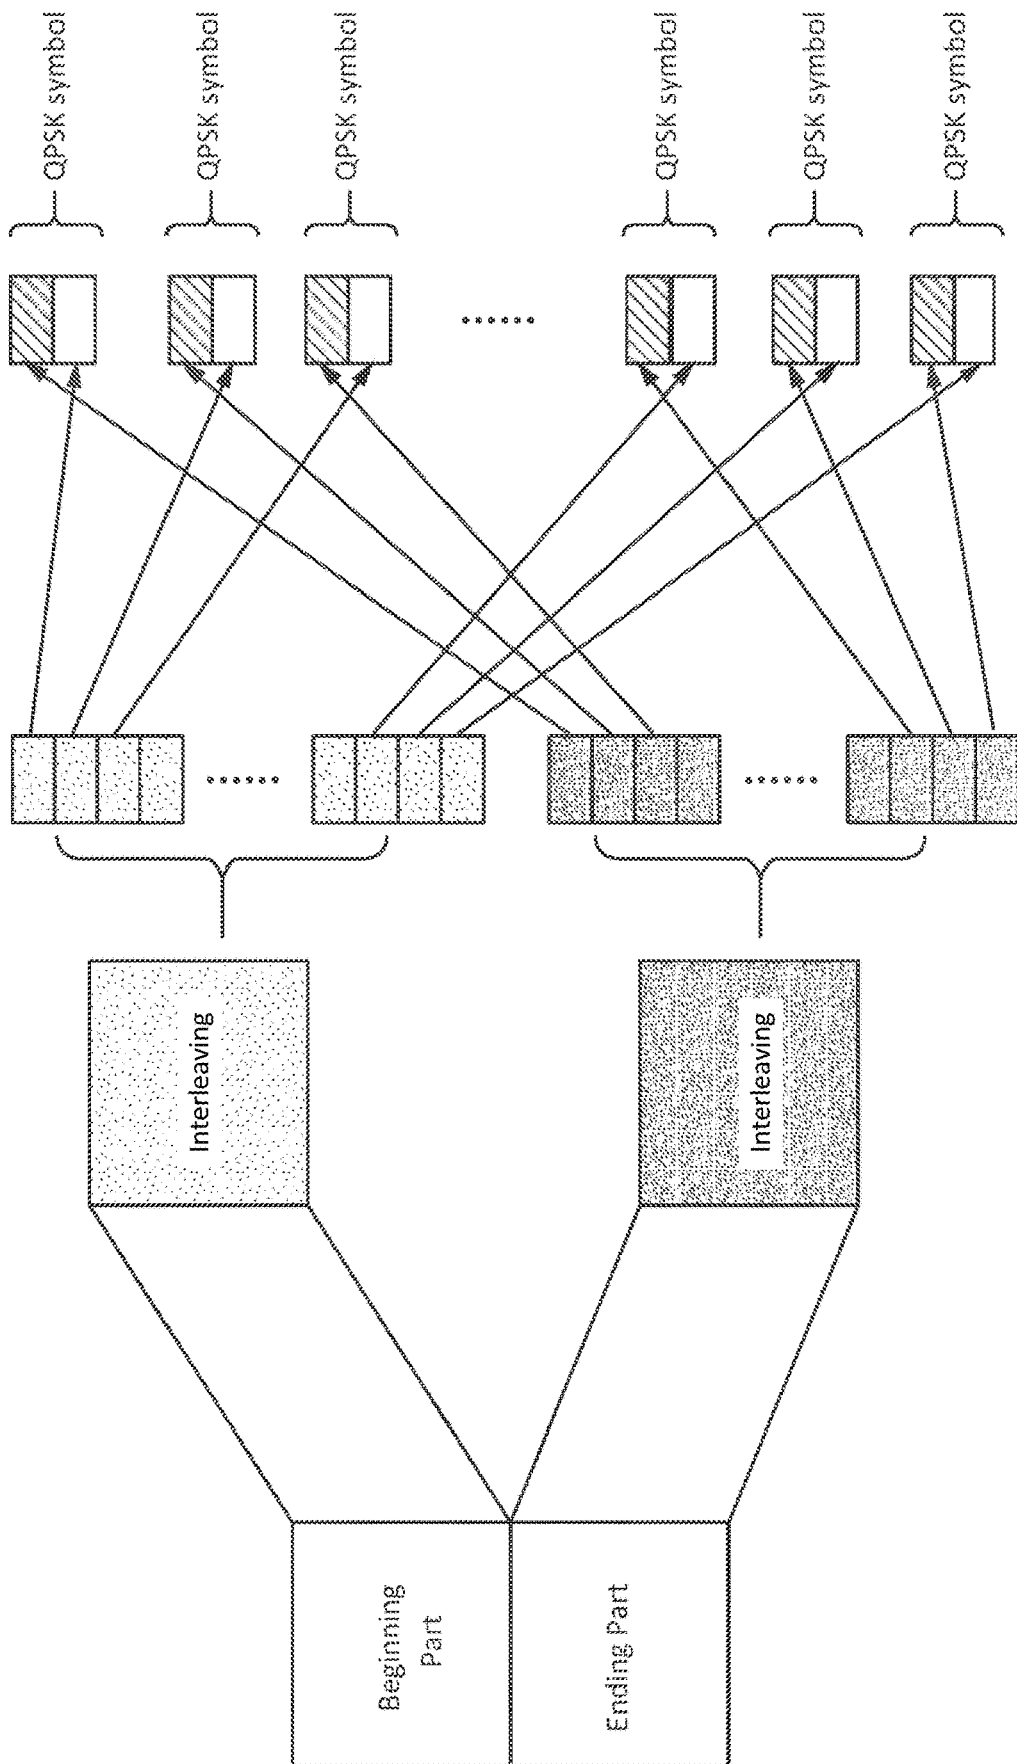 QPSK symbol
QPSK symbol
QPSK symbol
QPSK symbol
QPSK symbol
QPSK symbol
......
......
......
Interleaving
Interleaving
Beginning
Part
Ending Part